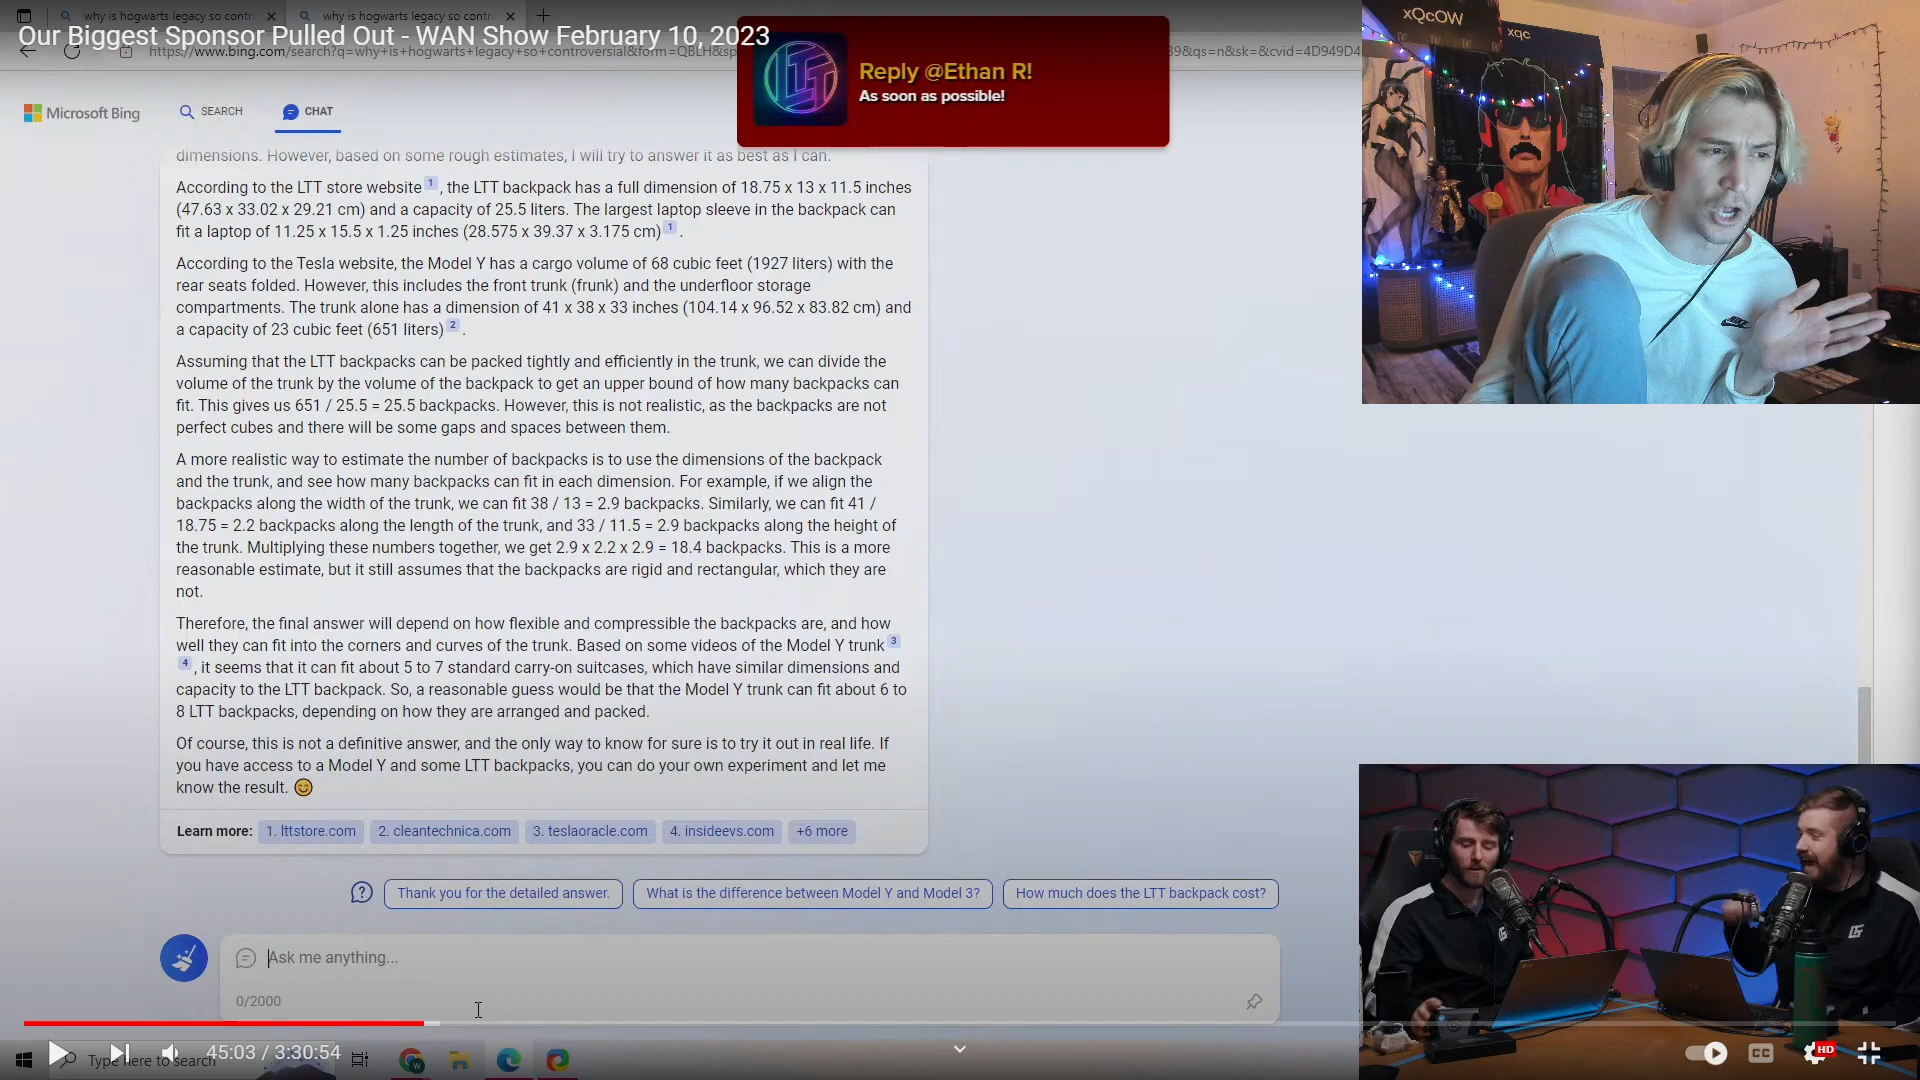 why is hogwarts legacy so contr
why is hogwarts legacy so contr
Our Biggest Sponsor Pulled Out - WAN Show February 10, 2023
https://www.bing.com/search?q=why+is+hogwarts+legacy+so+controversial&form=QBLH&sp
39&qs=n&sk=&cvid=4D949D4
Reply @Ethan R!
As soon as possible!
LTT
xQcOW
xqc
Microsoft Bing
SEARCH
CHAT
dimensions. However, based on some rough estimates, I will try to answer it as best as I can.
According to the LTT store website 1, the LTT backpack has a full dimension of 18.75 x 13 x 11.5 inches
(47.63 x 33.02 x 29.21 cm) and a capacity of 25.5 liters. The largest laptop sleeve in the backpack can
fit a laptop of 11.25 x 15.5 x 1.25 inches (28.575 x 39.37 x 3.175 cm) 1.
According to the Tesla website, the Model Y has a cargo volume of 68 cubic feet (1927 liters) with the
rear seats folded. However, this includes the front trunk (frunk) and the underfloor storage
compartments. The trunk alone has a dimension of 41 x 38 x 33 inches (104.14 x 96.52 x 83.82 cm) and
a capacity of 23 cubic feet (651 liters) 2.
Assuming that the LTT backpacks can be packed tightly and efficiently in the trunk, we can divide the
volume of the trunk by the volume of the backpack to get an upper bound of how many backpacks can
fit. This gives us 651 / 25.5 = 25.5 backpacks. However, this is not realistic, as the backpacks are not
perfect cubes and there will be some gaps and spaces between them.
A more realistic way to estimate the number of backpacks is to use the dimensions of the backpack
and the trunk, and see how many backpacks can fit in each dimension. For example, if we align the
backpacks along the width of the trunk, we can fit 38 / 13 = 2.9 backpacks. Similarly, we can fit 41 /
18.75 = 2.2 backpacks along the length of the trunk, and 33 / 11.5 = 2.9 backpacks along the height of
the trunk. Multiplying these numbers together, we get 2.9 x 2.2 x 2.9 = 18.4 backpacks. This is a more
reasonable estimate, but it still assumes that the backpacks are rigid and rectangular, which they are
not.
Therefore, the final answer will depend on how flexible and compressible the backpacks are, and how
well they can fit into the corners and curves of the trunk. Based on some videos of the Model Y trunk 3
4, it seems that it can fit about 5 to 7 standard carry-on suitcases, which have similar dimensions and
capacity to the LTT backpack. So, a reasonable guess would be that the Model Y trunk can fit about 6 to
8 LTT backpacks, depending on how they are arranged and packed.
Of course, this is not a definitive answer, and the only way to know for sure is to try it out in real life. If
you have access to a Model Y and some LTT backpacks, you can do your own experiment and let me
know the result. 😊
Learn more: 1. lttstore.com 2. cleantechnica.com 3. teslaoracle.com 4. insideevs.com +6 more
Thank you for the detailed answer.
What is the difference between Model Y and Model 3?
How much does the LTT backpack cost?
Ask me anything...
0/2000
45:03 / 3:30:54
Type here to search
CC
HD